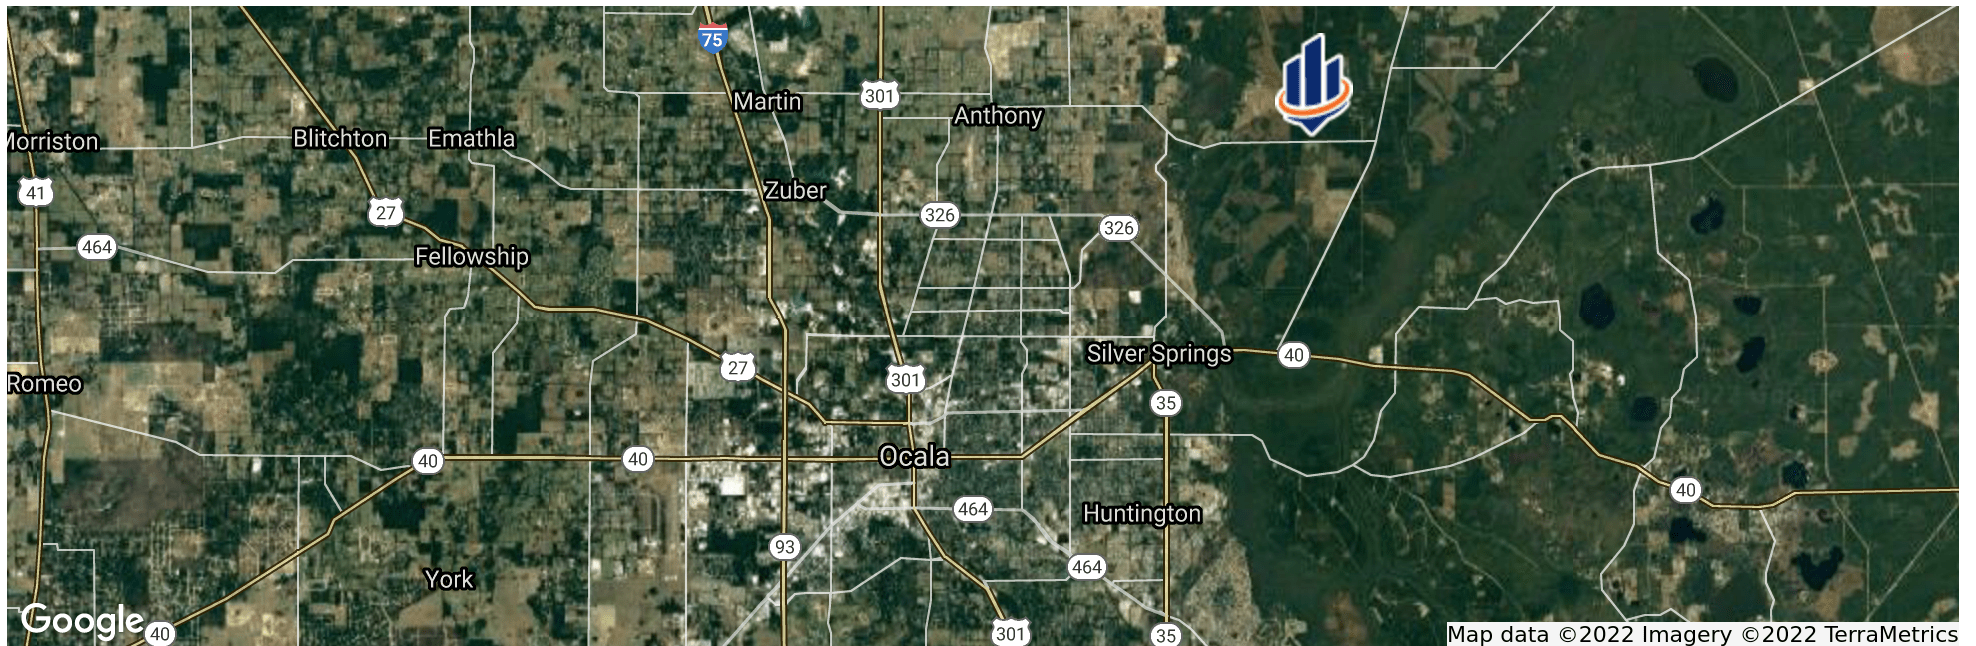 75
Martin
301
Anthony
Morriston
Blitchton
Emathla
41
27
Zuber
326
326
464
Fellowship
Silver Springs
40
27
301
Romeo
35
40
40
Ocala
40
464
Huntington
93
464
York
Google
40
301
35
Map data ©2022 Imagery ©2022 TerraMetrics